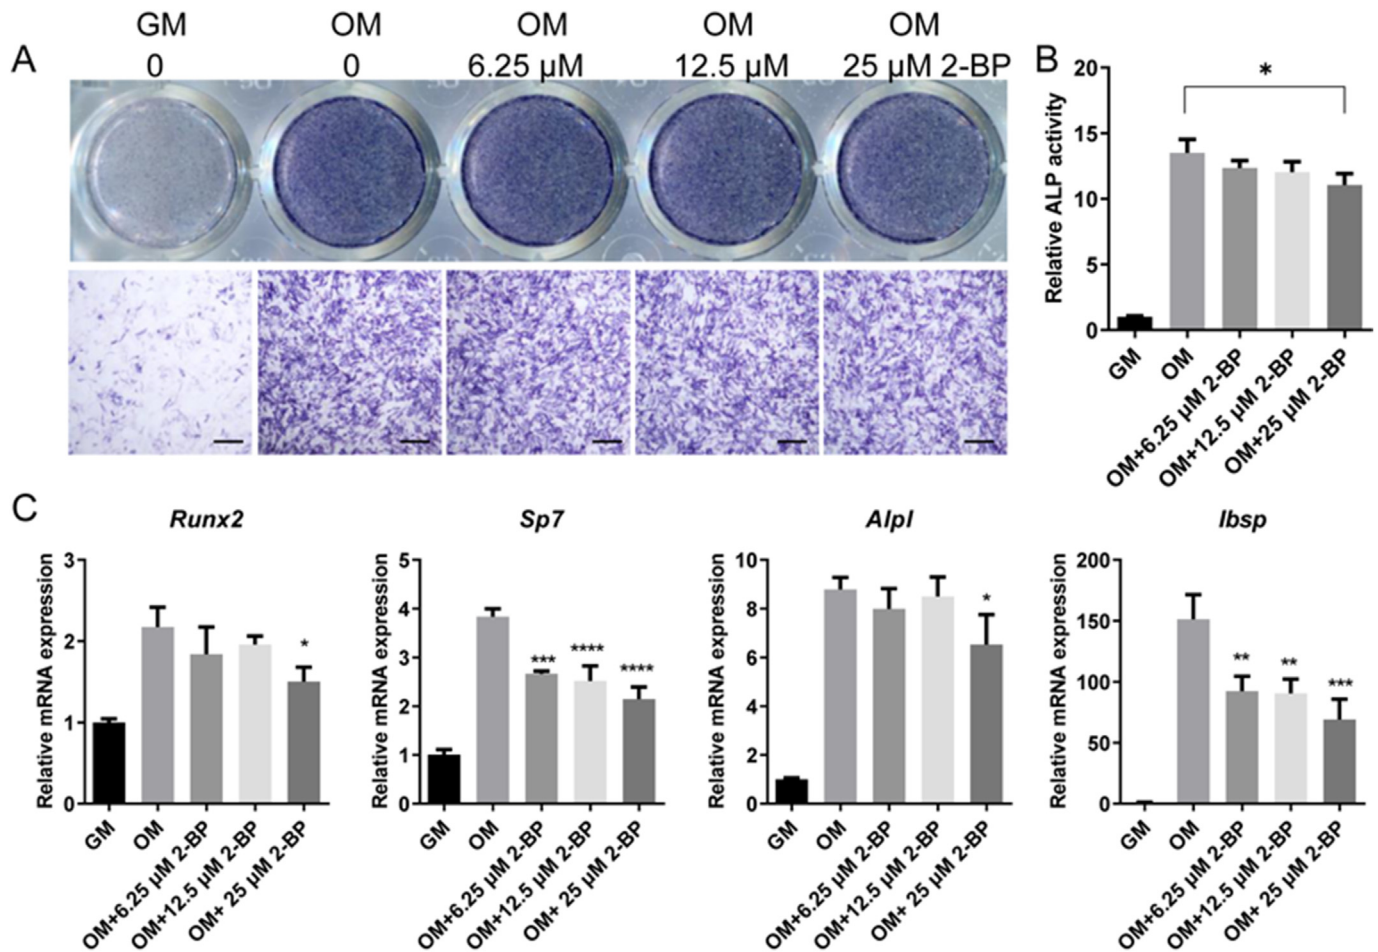 GM OM OM OM OM
A 0 0 6.25 µM 12.5 µM 25 µM 2-BP
B
Relative ALP activity
20
15
10
5
0
*
GM
OM
OM+6.25 µM 2-BP
OM+12.5 µM 2-BP
OM+25 µM 2-BP
C
Runx2
Relative mRNA expression
3
2
1
0
*
GM
OM
OM+6.25 µM 2-BP
OM+12.5 µM 2-BP
OM+ 25 µM 2-BP
Sp7
Relative mRNA expression
5
4
3
2
1
0
*** **** ****
GM
OM
OM+6.25 µM 2-BP
OM+12.5 µM 2-BP
OM+ 25 µM 2-BP
Alpl
Relative mRNA expression
10
8
6
4
2
0
*
GM
OM
OM+6.25 µM 2-BP
OM+12.5 µM 2-BP
OM+ 25 µM 2-BP
Ibsp
Relative mRNA expression
200
150
100
50
0
** ** ***
GM
OM
OM+6.25 µM 2-BP
OM+12.5 µM 2-BP
OM+ 25 µM 2-BP